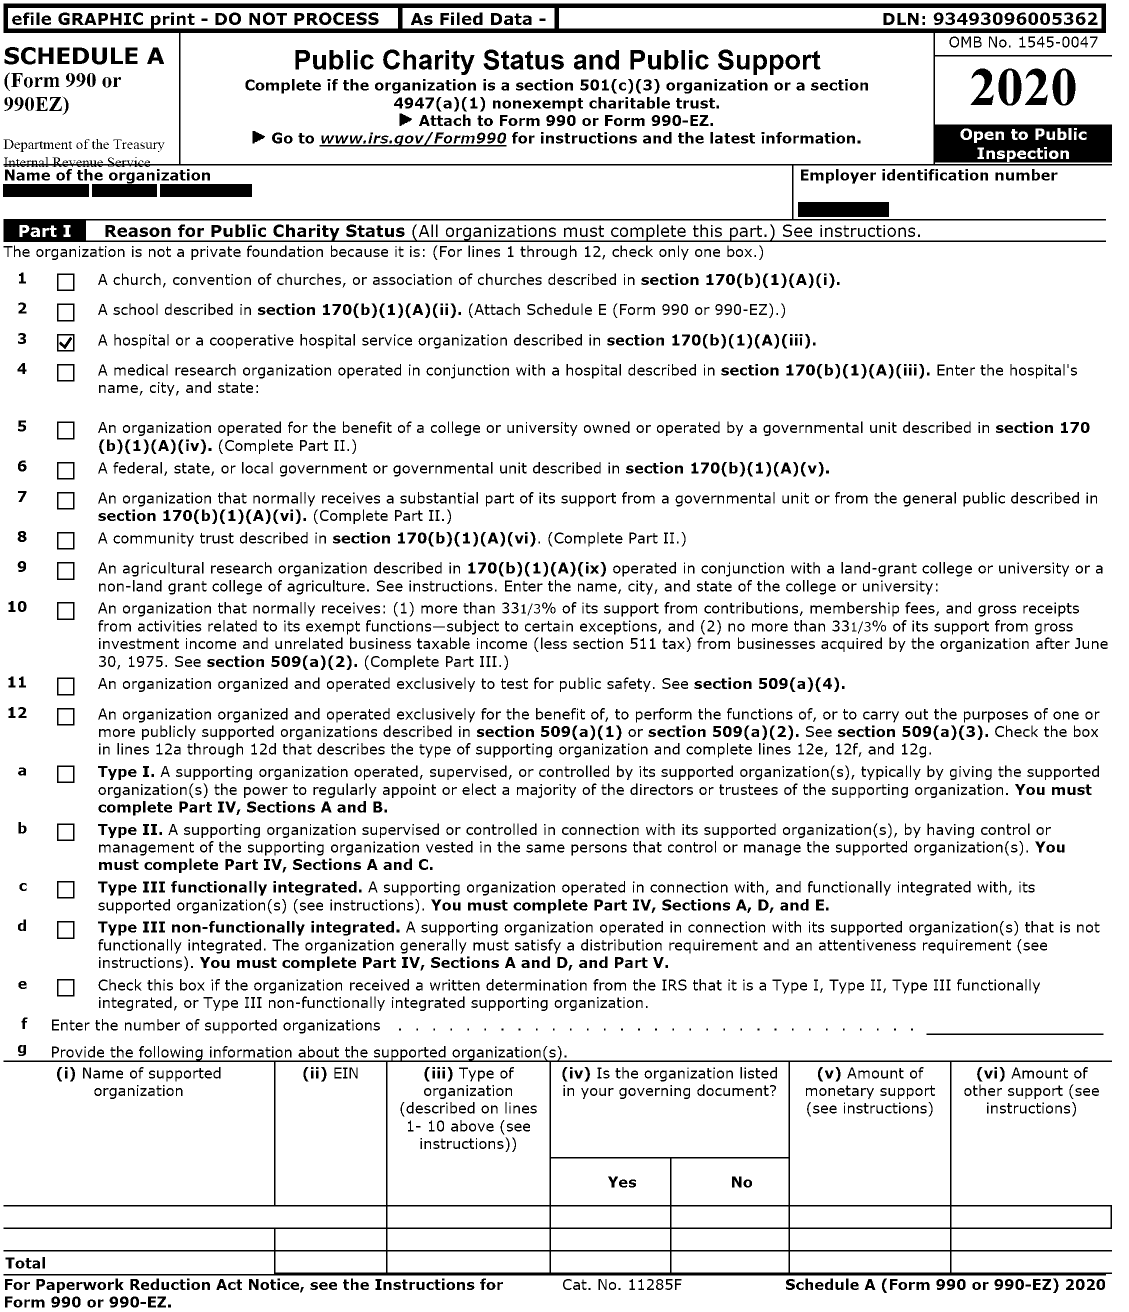 efile GRAPHIC print - DO NOT PROCESS As Filed Data - DLN: 93493096005362
SCHEDULE A
(Form 990 or
990EZ)
Department of the Treasury
Internal Revenue Service
Public Charity Status and Public Support
Complete if the organization is a section 501(c)(3) organization or a section
4947(a)(1) nonexempt charitable trust.
▶ Attach to Form 990 or Form 990-EZ.
▶ Go to www.irs.gov/Form990 for instructions and the latest information.
OMB No. 1545-0047
2020
Open to Public
Inspection
Name of the organization
Employer identification number
Part I Reason for Public Charity Status (All organizations must complete this part.) See instructions.
The organization is not a private foundation because it is: (For lines 1 through 12, check only one box.)
1 A church, convention of churches, or association of churches described in section 170(b)(1)(A)(i).
2 A school described in section 170(b)(1)(A)(ii). (Attach Schedule E (Form 990 or 990-EZ).)
3 A hospital or a cooperative hospital service organization described in section 170(b)(1)(A)(iii).
4 A medical research organization operated in conjunction with a hospital described in section 170(b)(1)(A)(iii). Enter the hospital's
name, city, and state:
5 An organization operated for the benefit of a college or university owned or operated by a governmental unit described in section 170
(b)(1)(A)(iv). (Complete Part II.)
6 A federal, state, or local government or governmental unit described in section 170(b)(1)(A)(v).
7 An organization that normally receives a substantial part of its support from a governmental unit or from the general public described in
section 170(b)(1)(A)(vi). (Complete Part II.)
8 A community trust described in section 170(b)(1)(A)(vi). (Complete Part II.)
9 An agricultural research organization described in 170(b)(1)(A)(ix) operated in conjunction with a land-grant college or university or a
non-land grant college of agriculture. See instructions. Enter the name, city, and state of the college or university:
10 An organization that normally receives: (1) more than 331/3% of its support from contributions, membership fees, and gross receipts
from activities related to its exempt functions—subject to certain exceptions, and (2) no more than 331/3% of its support from gross
investment income and unrelated business taxable income (less section 511 tax) from businesses acquired by the organization after June
30, 1975. See section 509(a)(2). (Complete Part III.)
11 An organization organized and operated exclusively to test for public safety. See section 509(a)(4).
12 An organization organized and operated exclusively for the benefit of, to perform the functions of, or to carry out the purposes of one or
more publicly supported organizations described in section 509(a)(1) or section 509(a)(2). See section 509(a)(3). Check the box
in lines 12a through 12d that describes the type of supporting organization and complete lines 12e, 12f, and 12g.
a Type I. A supporting organization operated, supervised, or controlled by its supported organization(s), typically by giving the supported
organization(s) the power to regularly appoint or elect a majority of the directors or trustees of the supporting organization. You must
complete Part IV, Sections A and B.
b Type II. A supporting organization supervised or controlled in connection with its supported organization(s), by having control or
management of the supporting organization vested in the same persons that control or manage the supported organization(s). You
must complete Part IV, Sections A and C.
c Type III functionally integrated. A supporting organization operated in connection with, and functionally integrated with, its
supported organization(s) (see instructions). You must complete Part IV, Sections A, D, and E.
d Type III non-functionally integrated. A supporting organization operated in connection with its supported organization(s) that is not
functionally integrated. The organization generally must satisfy a distribution requirement and an attentiveness requirement (see
instructions). You must complete Part IV, Sections A and D, and Part V.
e Check this box if the organization received a written determination from the IRS that it is a Type I, Type II, Type III functionally
integrated, or Type III non-functionally integrated supporting organization.
f Enter the number of supported organizations . . . . . . . . . . . . . . . . . . . . . . . . . . . .
g Provide the following information about the supported organization(s).
(i) Name of supported
organization
(ii) EIN
(iii) Type of
organization
(described on lines
1- 10 above (see
instructions))
(iv) Is the organization listed
in your governing document?
(v) Amount of
monetary support
(see instructions)
(vi) Amount of
other support (see
instructions)
Yes No
Total
For Paperwork Reduction Act Notice, see the Instructions for
Form 990 or 990-EZ.
Cat. No. 11285F
Schedule A (Form 990 or 990-EZ) 2020